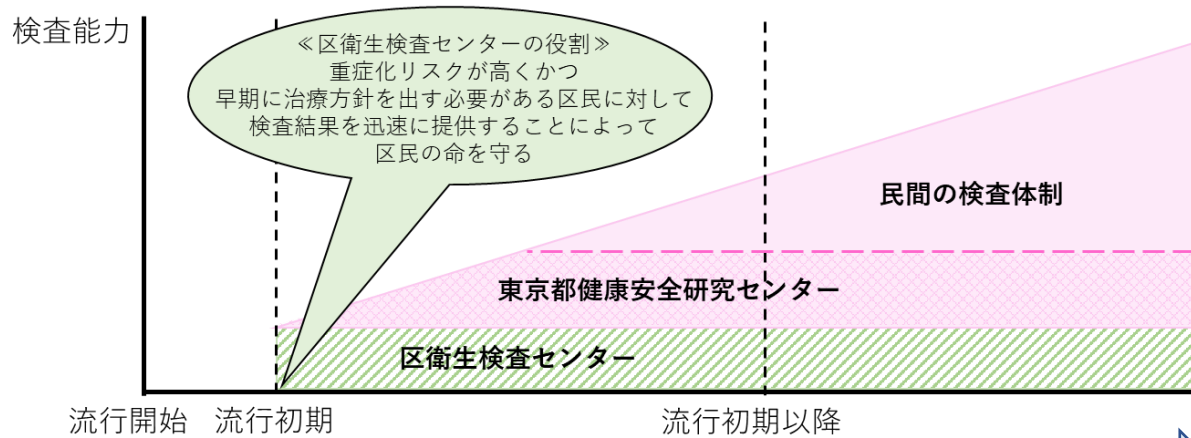 検査能力
≪区衛生検査センターの役割≫
重症化リスクが高くかつ
早期に治療方針を出す必要がある区民に対して
検査結果を迅速に提供することによって
区民の命を守る
民間の検査体制
東京都健康安全研究センター
区衛生検査センター
流行開始
流行初期
流行初期以降